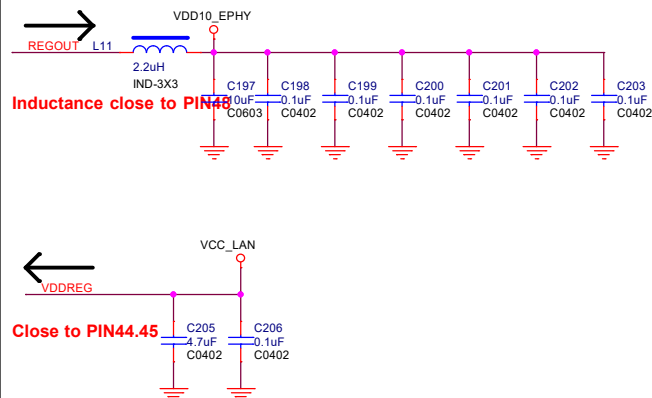 VDD10_EPHY
REGOUT L11
2.2uH
IND-3X3
Inductance close to PIN48
C197 C198 C199 C200 C201 C202 C203
10uF 0.1uF 0.1uF 0.1uF 0.1uF 0.1uF 0.1uF
C0603 C0402 C0402 C0402 C0402 C0402 C0402
VCC_LAN
VDDREG
Close to PIN44.45
C205 C206
4.7uF 0.1uF
C0402 C0402